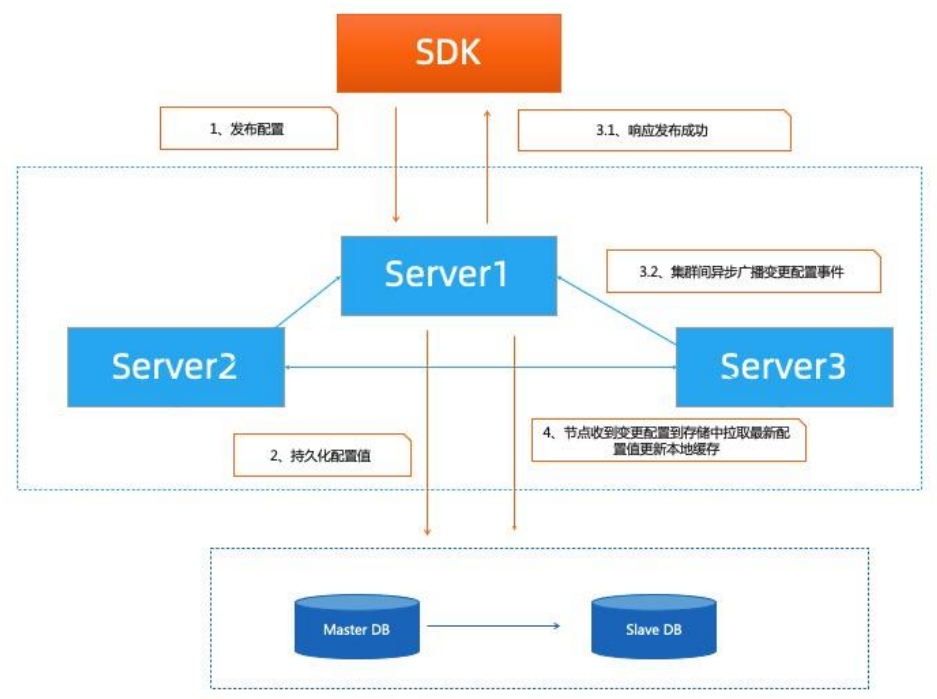 SDK
1、发布配置
3.1、响应发布成功
Server1
3.2、集群间异步广播变更配置事件
Server2
Server3
2、持久化配置值
4、节点收到变更配置到存储中拉取最新配
置值更新本地缓存
Master DB
Slave DB